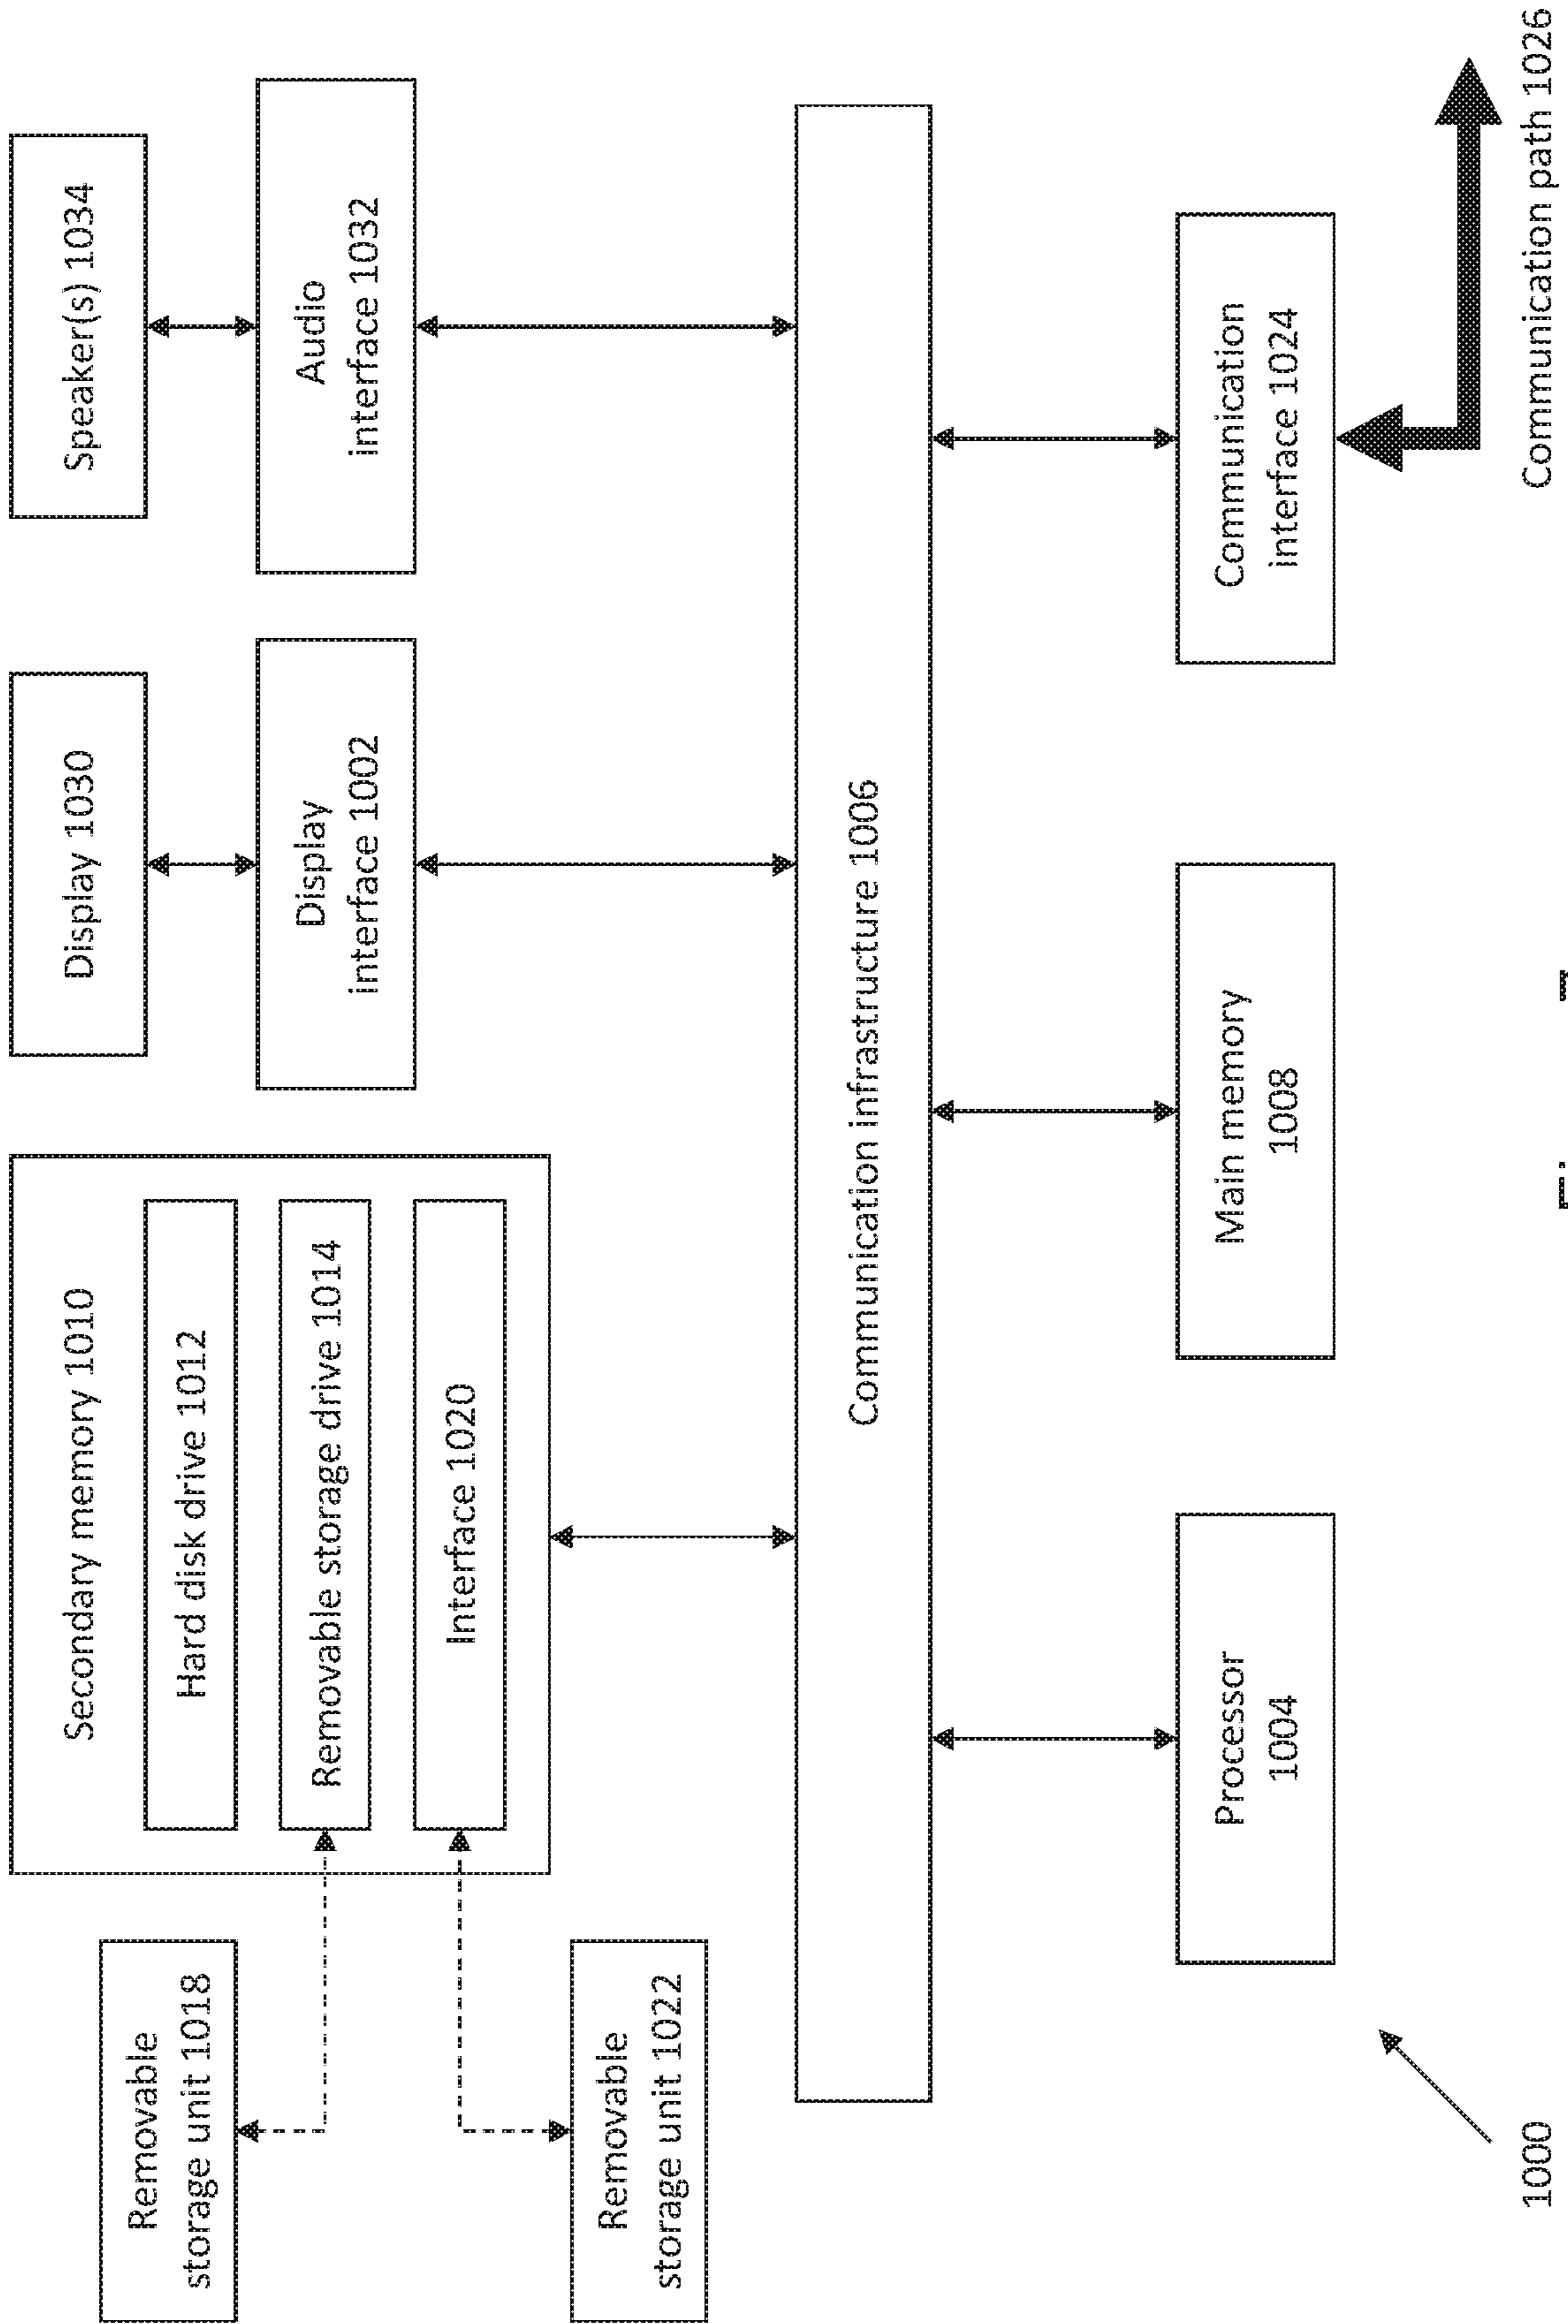 Removable
storage unit 1018
Removable
storage unit 1022
Secondary memory 1010
Hard disk drive 1012
Removable storage drive 1014
Interface 1020
Display 1030
Display
interface 1002
Speaker(s) 1034
Audio
interface 1032
Communication infrastructure 1006
Processor
1004
Main memory
1008
Communication
interface 1024
Communication path 1026
1000